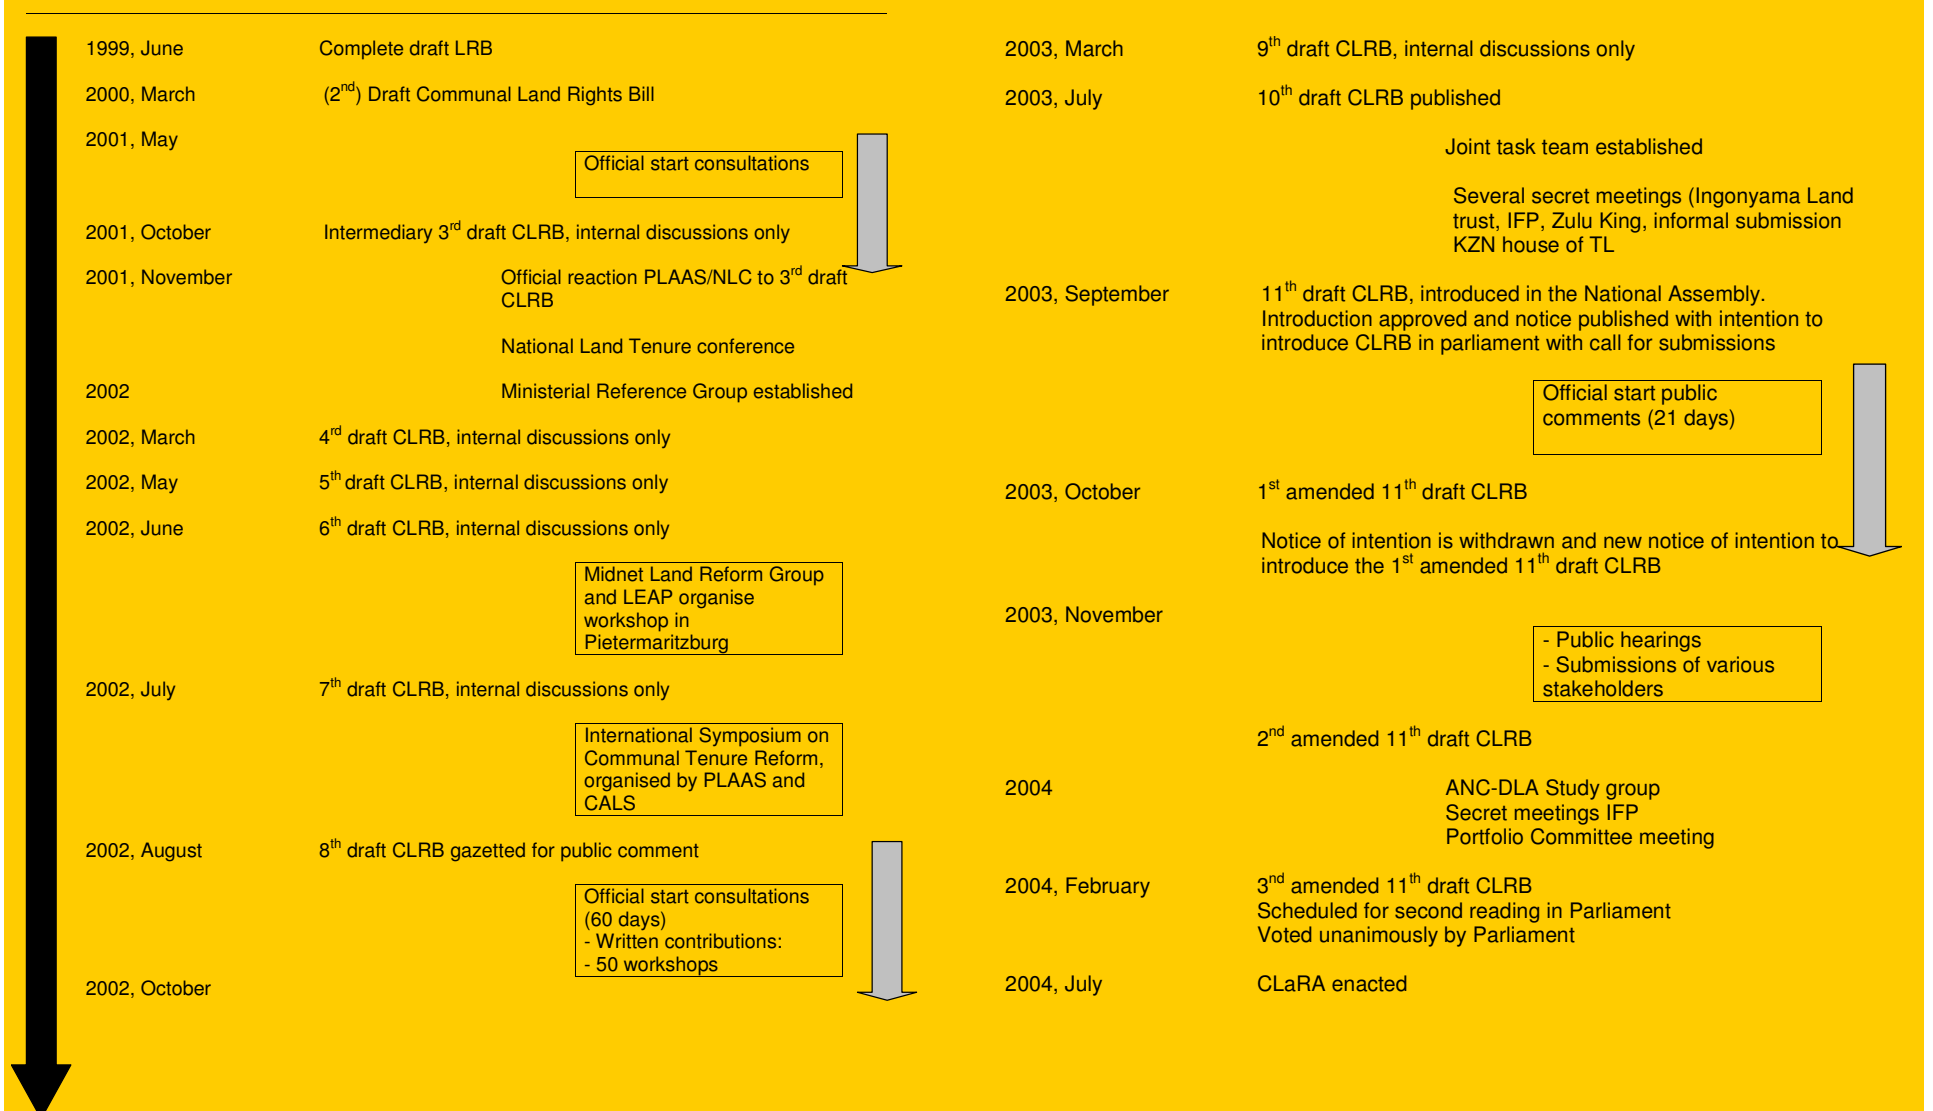 1999, June Complete draft LRB
2000, March (2nd) Draft Communal Land Rights Bill
2001, May
Official start consultations
2001, October Intermediary 3rd draft CLRB, internal discussions only
2001, November Official reaction PLAAS/NLC to 3rd draft
CLRB
National Land Tenure conference
2002 Ministerial Reference Group established
2002, March 4rd draft CLRB, internal discussions only
2002, May 5th draft CLRB, internal discussions only
2002, June 6th draft CLRB, internal discussions only
Midnet Land Reform Group
and LEAP organise
workshop in
Pietermaritzburg
2002, July 7th draft CLRB, internal discussions only
International Symposium on
Communal Tenure Reform,
organised by PLAAS and
CALS
2002, August 8th draft CLRB gazetted for public comment
Official start consultations
(60 days)
- Written contributions:
- 50 workshops
2002, October
2003, March 9th draft CLRB, internal discussions only
2003, July 10th draft CLRB published
Joint task team established
Several secret meetings (Ingonyama Land
trust, IFP, Zulu King, informal submission
KZN house of TL
2003, September 11th draft CLRB, introduced in the National Assembly.
Introduction approved and notice published with intention to
introduce CLRB in parliament with call for submissions
Official start public
comments (21 days)
2003, October 1st amended 11th draft CLRB
Notice of intention is withdrawn and new notice of intention to
introduce the 1st amended 11th draft CLRB
2003, November
- Public hearings
- Submissions of various
stakeholders
2nd amended 11th draft CLRB
2004 ANC-DLA Study group
Secret meetings IFP
Portfolio Committee meeting
2004, February 3nd amended 11th draft CLRB
Scheduled for second reading in Parliament
Voted unanimously by Parliament
2004, July CLaRA enacted